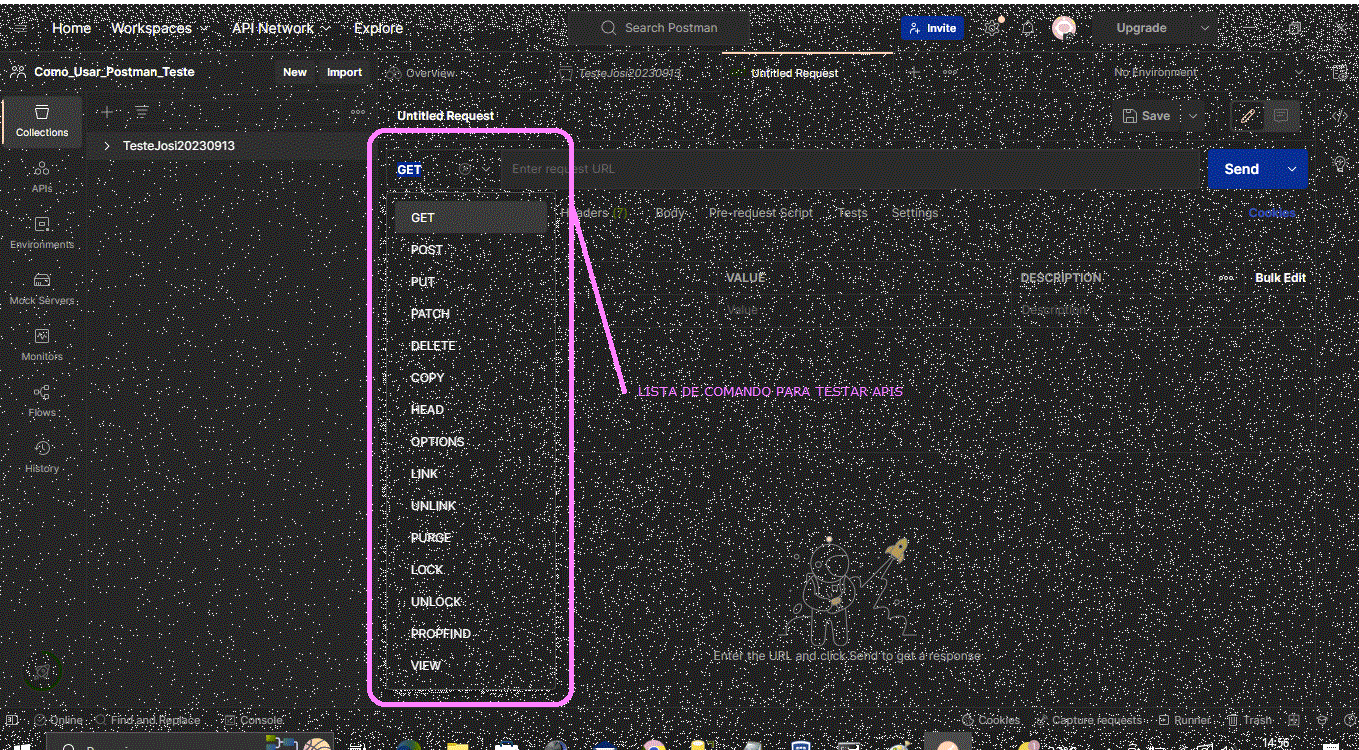 Home Workspaces API Network Explore Search Postman Invite Upgrade
Como_Usar_Postman_Teste New Import Overview TesteJosi20230913 Untitled Request No Environment
Collections
TesteJosi20230913
APIs
Environments
Mock Servers
Monitors
Flows
History
Untitled Request Save
GET Enter request URL Send
Headers (7) Body Pre-request Script Tests Settings Cookies
GET
POST
PUT
PATCH
DELETE
COPY
HEAD
OPTIONS
LINK
UNLINK
PURGE
LOCK
UNLOCK
PROPFIND
VIEW
VALUE DESCRIPTION Bulk Edit
Value Description
LISTA DE COMANDO PARA TESTAR APIS
Enter the URL and click Send to get a response
Online Find and Replace Console Cookies Capture requests Runner Trash
14:56